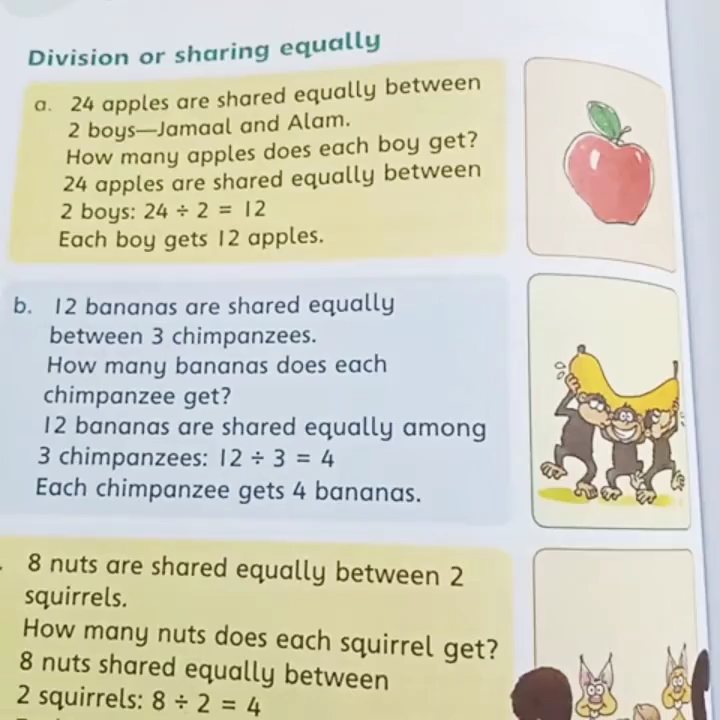 Division or sharing equally
a. 24 apples are shared equally between
2 boys—Jamaal and Alam.
How many apples does each boy get?
24 apples are shared equally between
2 boys: 24 ÷ 2 = 12
Each boy gets 12 apples.
b. 12 bananas are shared equally
between 3 chimpanzees.
How many bananas does each
chimpanzee get?
12 bananas are shared equally among
3 chimpanzees: 12 ÷ 3 = 4
Each chimpanzee gets 4 bananas.
8 nuts are shared equally between 2
squirrels.
How many nuts does each squirrel get?
8 nuts shared equally between
2 squirrels: 8 ÷ 2 = 4